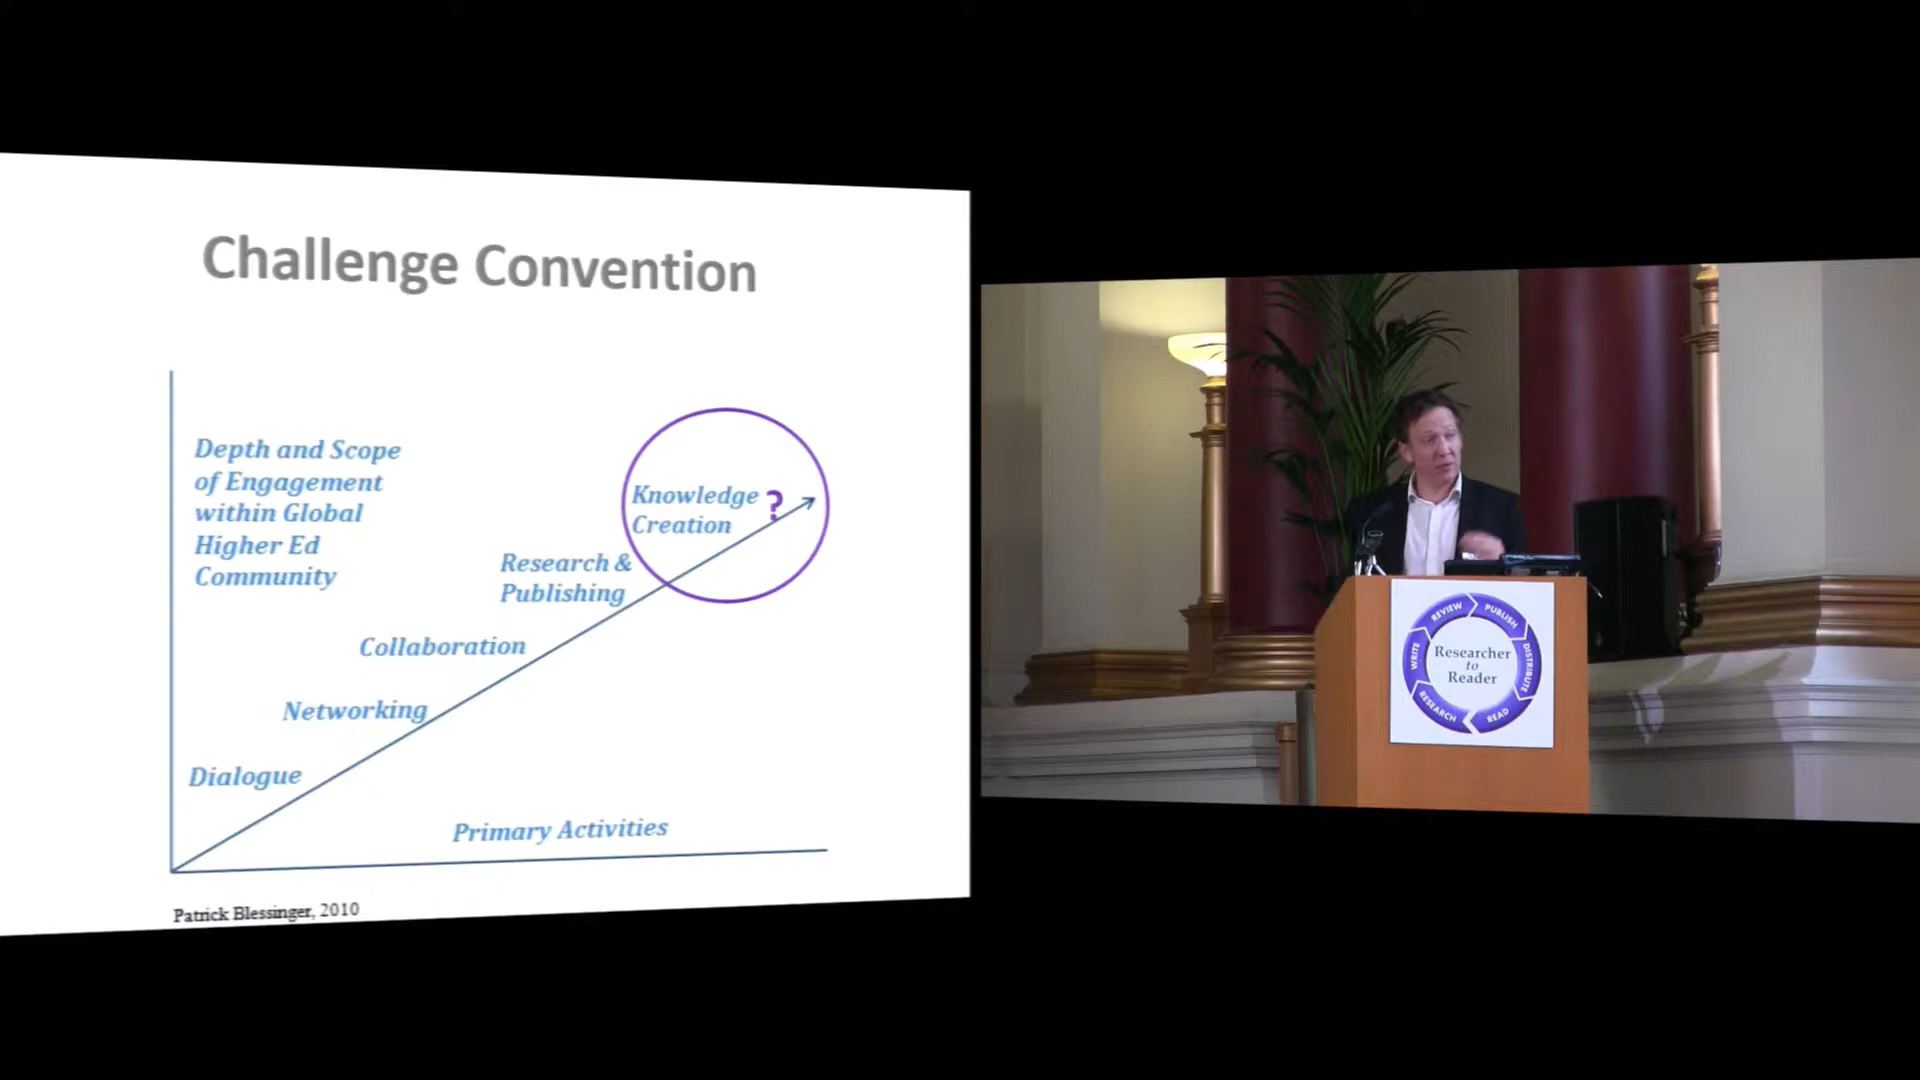 Challenge Convention
Depth and Scope
of Engagement
within Global
Higher Ed
Community
Knowledge ?
Creation
Research &
Publishing
Collaboration
Networking
Dialogue
Primary Activities
Patrick Blessinger, 2010
REVIEW
PUBLISH
DISTRIBUTE
READ
RESEARCH
WRITE
Researcher
to
Reader